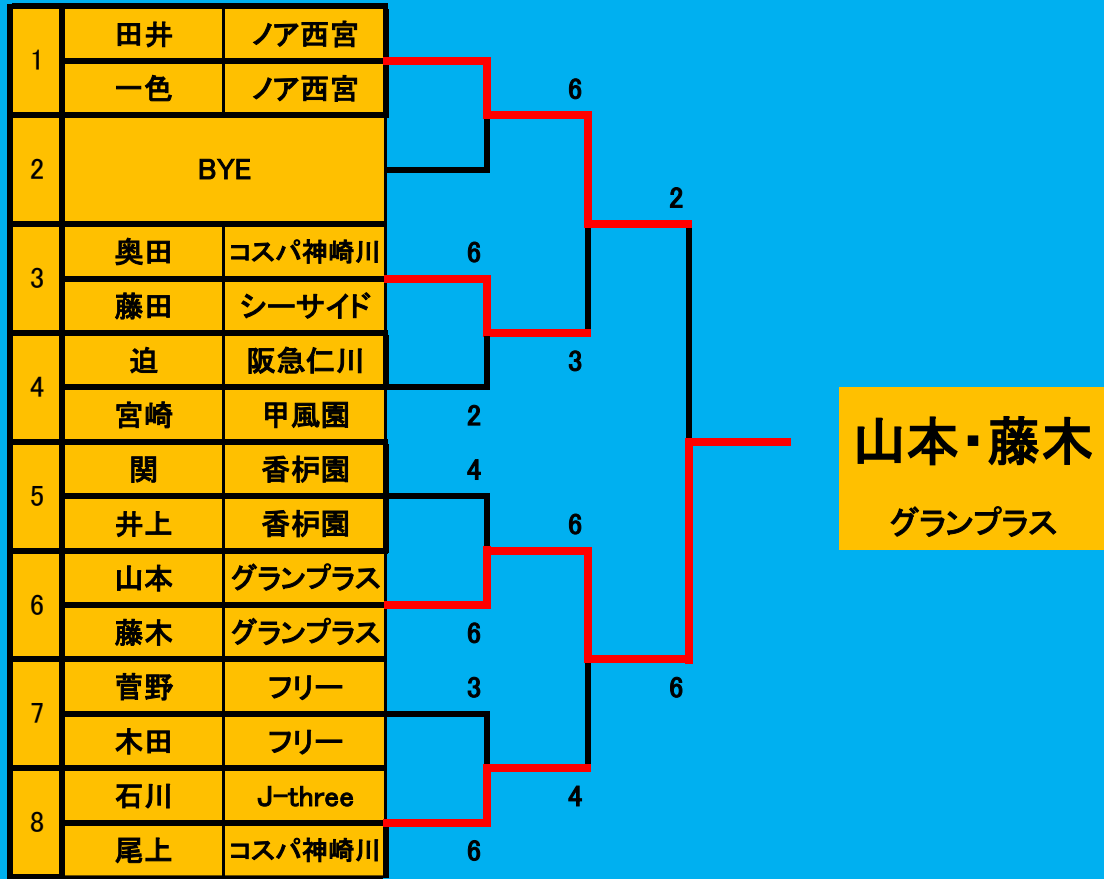 1
田井 ノア西宮
一色 ノア西宮
6
2
BYE
2
3
奥田 コスパ神崎川
6
藤田 シーサイド
4
迫 阪急仁川
3
宮崎 甲風園
2
山本・藤木
グランプラス
5
関 香枦園
4
井上 香枦園
6
6
山本 グランプラス
藤木 グランプラス
6
7
菅野 フリー
3
6
木田 フリー
8
石川 J-three
4
尾上 コスパ神崎川
6